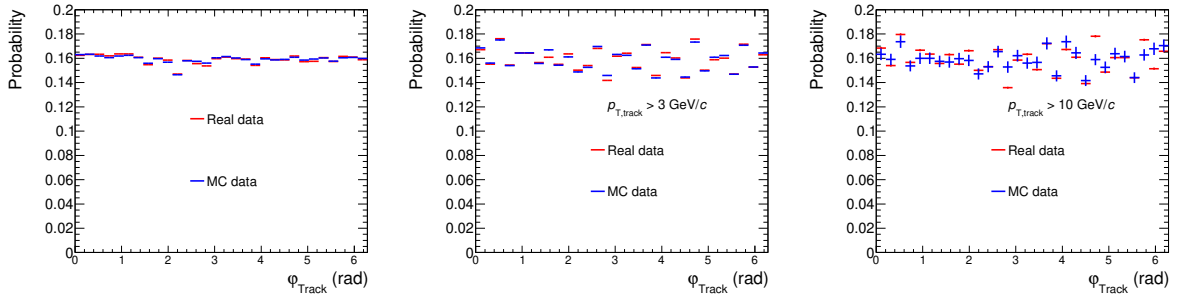 Probability
0.2
0.18
0.16
0.14
0.12
0.1
0.08
0.06
0.04
0.02
0
Real data
MC data
0 1 2 3 4 5 6
φTrack (rad)
Probability
0.2
0.18
0.16
0.14
0.12
0.1
0.08
0.06
0.04
0.02
0
pT,track > 3 GeV/c
Real data
MC data
0 1 2 3 4 5 6
φTrack (rad)
Probability
0.2
0.18
0.16
0.14
0.12
0.1
0.08
0.06
0.04
0.02
0
pT,track > 10 GeV/c
Real data
MC data
0 1 2 3 4 5 6
φTrack (rad)